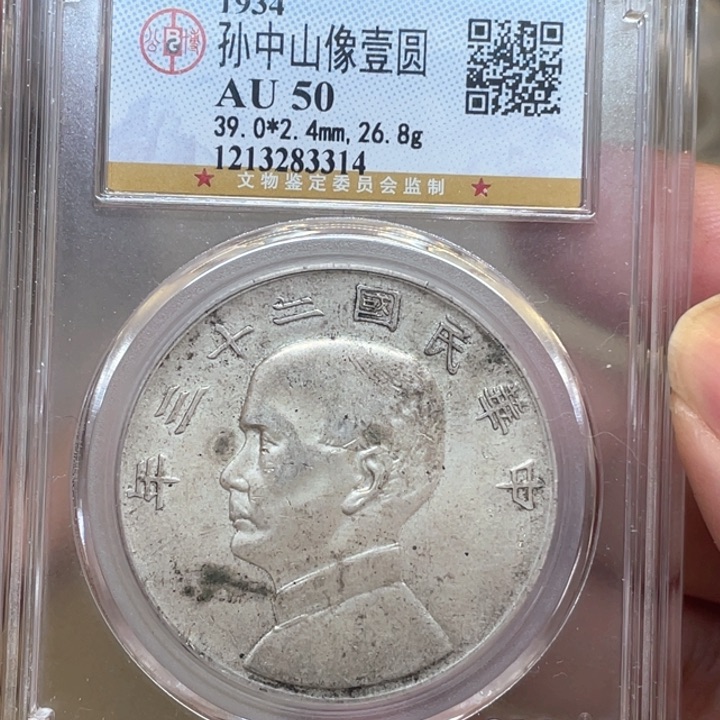 1934
孙中山像壹圆
AU 50
39.0*2.4mm, 26.8g
1213283314
★ 文物鉴定委员会监制 ★
中華民國二十三年